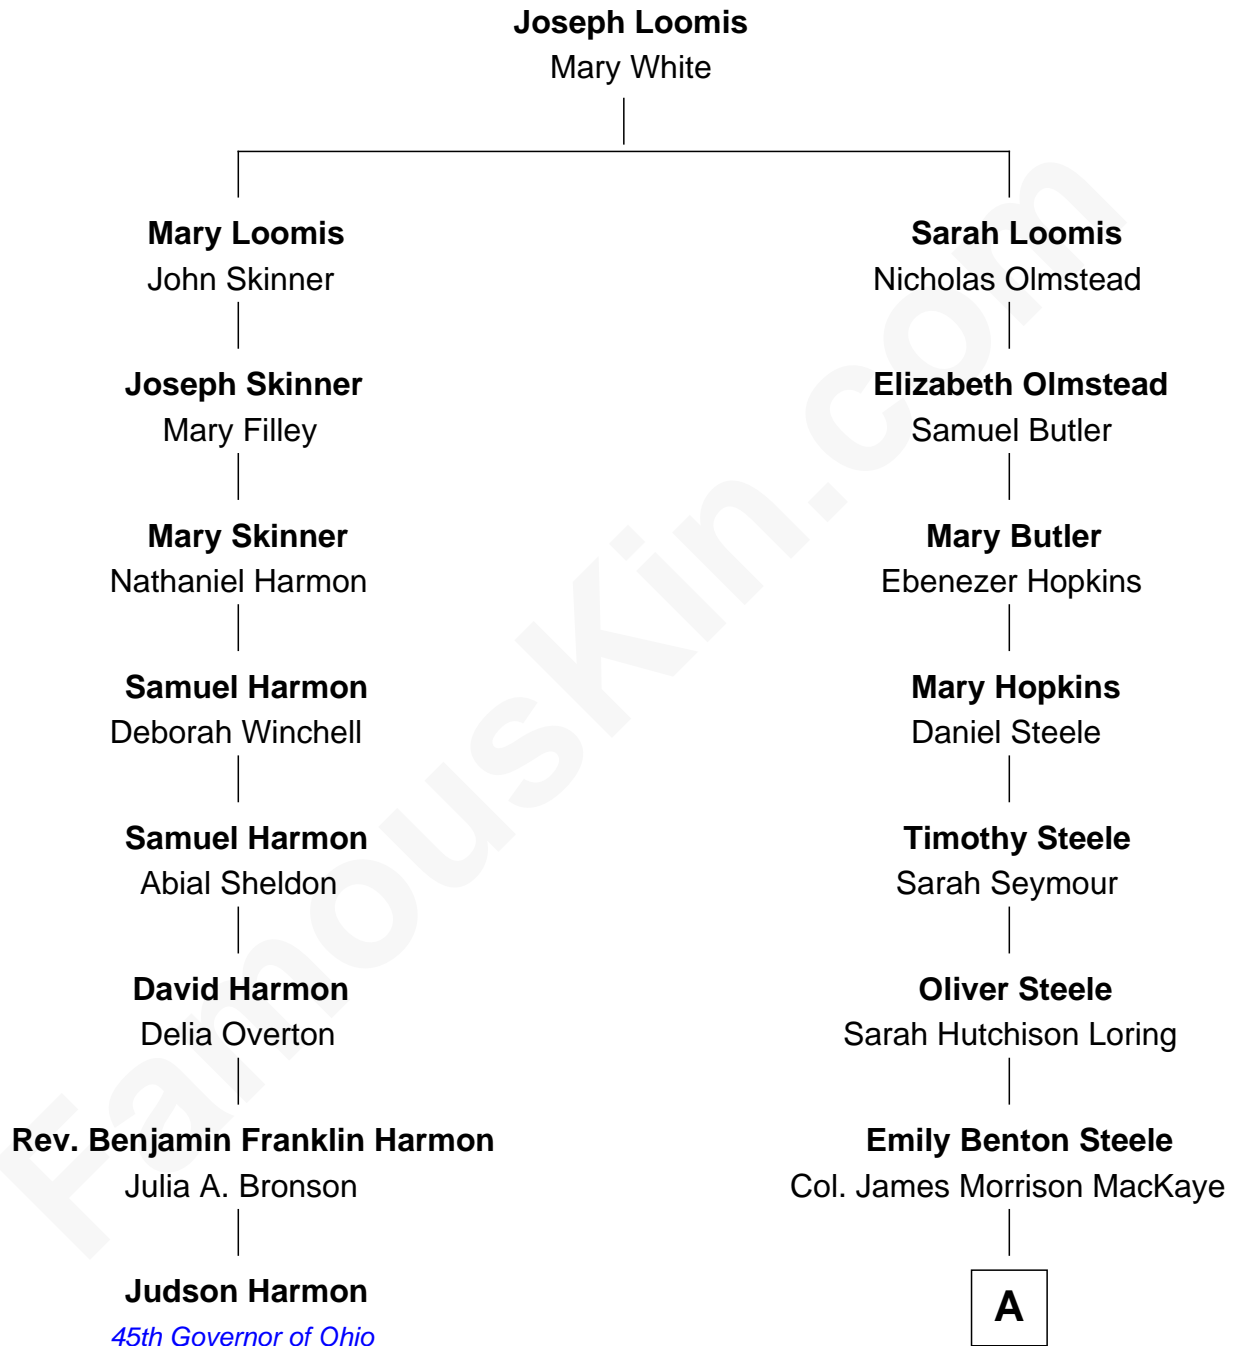 Joseph Loomis
Mary White
Mary Loomis
John Skinner
Sarah Loomis
Nicholas Olmstead
Joseph Skinner
Mary Filley
Elizabeth Olmstead
Samuel Butler
Mary Skinner
Nathaniel Harmon
Mary Butler
Ebenezer Hopkins
Samuel Harmon
Deborah Winchell
Mary Hopkins
Daniel Steele
Samuel Harmon
Abial Sheldon
Timothy Steele
Sarah Seymour
David Harmon
Delia Overton
Oliver Steele
Sarah Hutchison Loring
Rev. Benjamin Franklin Harmon
Julia A. Bronson
Emily Benton Steele
Col. James Morrison MacKaye
Judson Harmon
45th Governor of Ohio
A
FamousKin.com